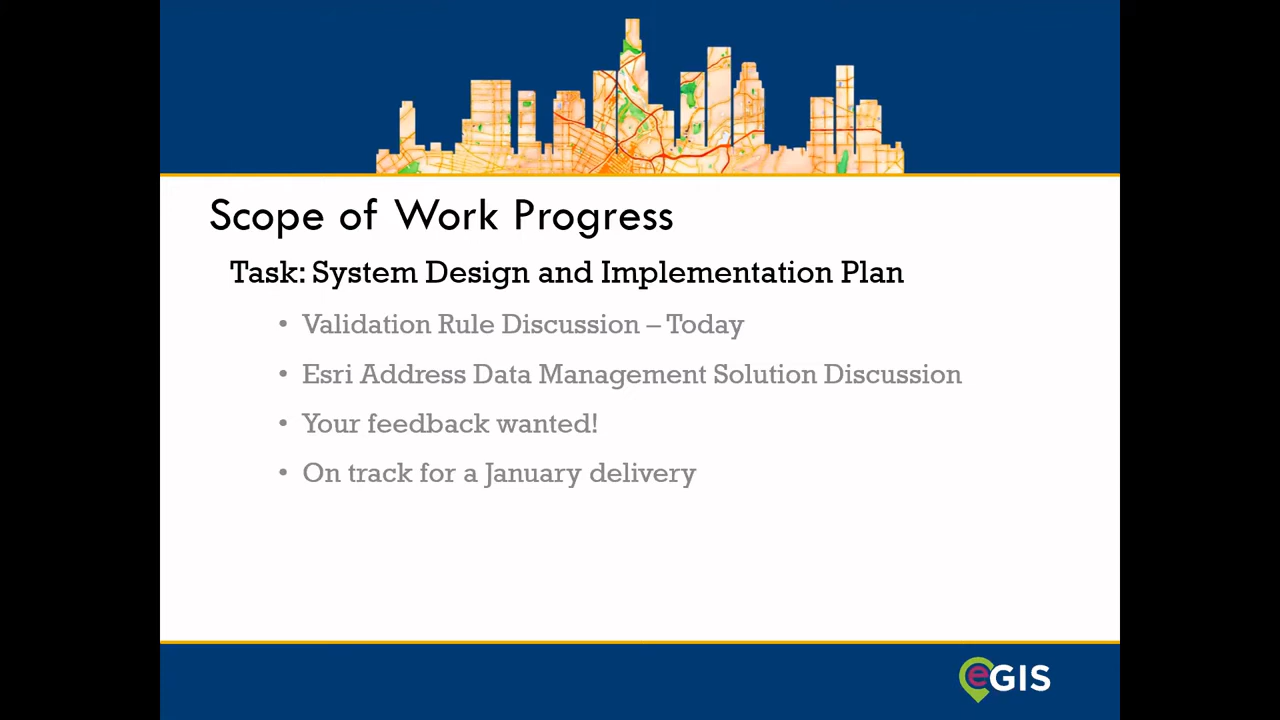 Scope of Work Progress
Task: System Design and Implementation Plan
• Validation Rule Discussion – Today
• Esri Address Data Management Solution Discussion
• Your feedback wanted!
• On track for a January delivery
eGIS